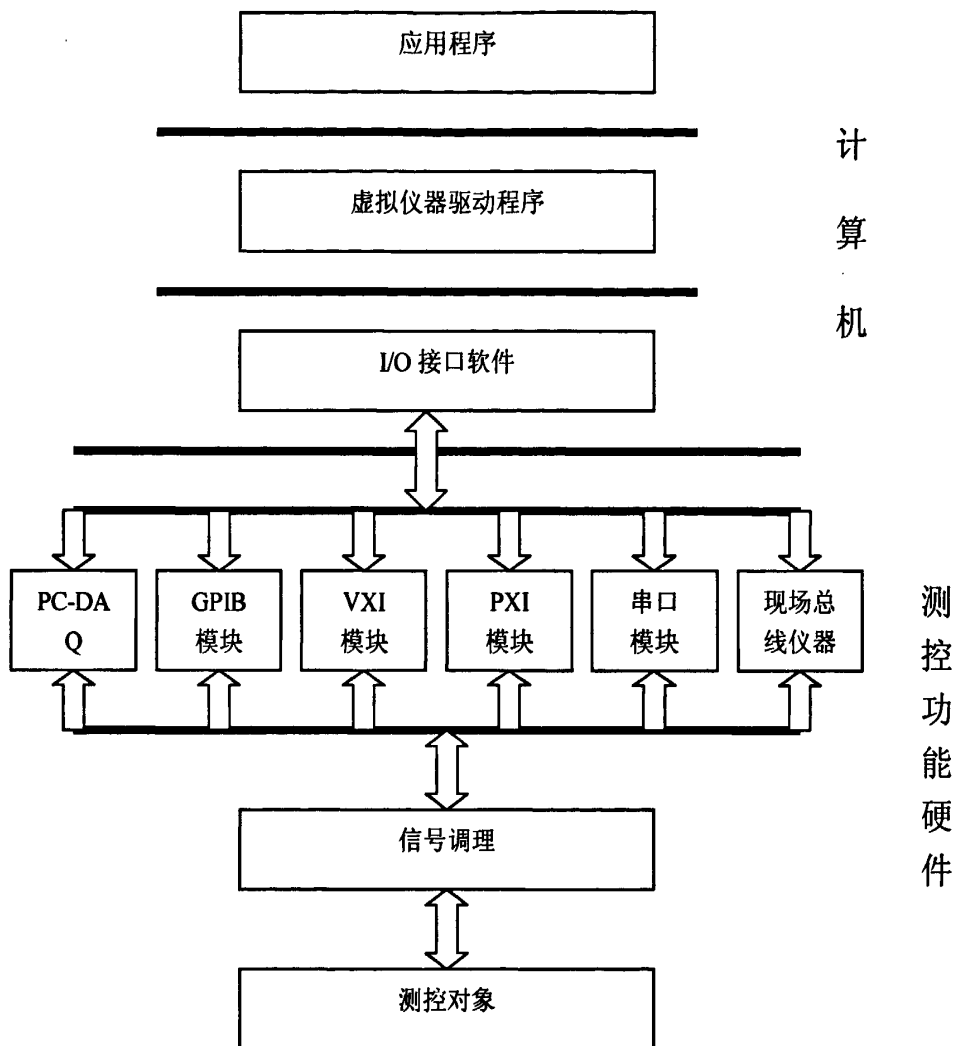 应用程序
虚拟仪器驱动程序
I/O 接口软件
计算机
PC-DA
Q
GPIB
模块
VXI
模块
PXI
模块
串口
模块
现场总
线仪器
测控功能硬件
信号调理
测控对象